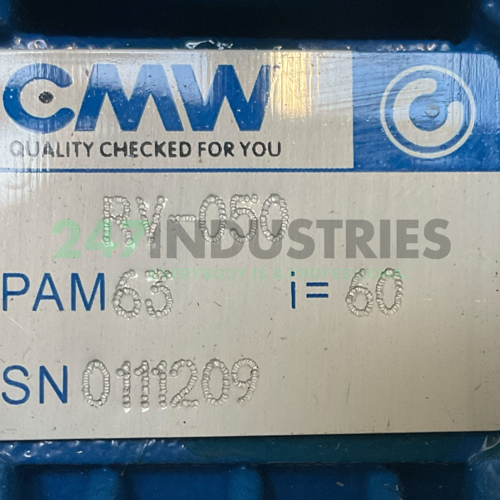 CMW
QUALITY CHECKED FOR YOU
RV-050
247INDUSTRIES
PAM 63 i= 60
SN 0111209